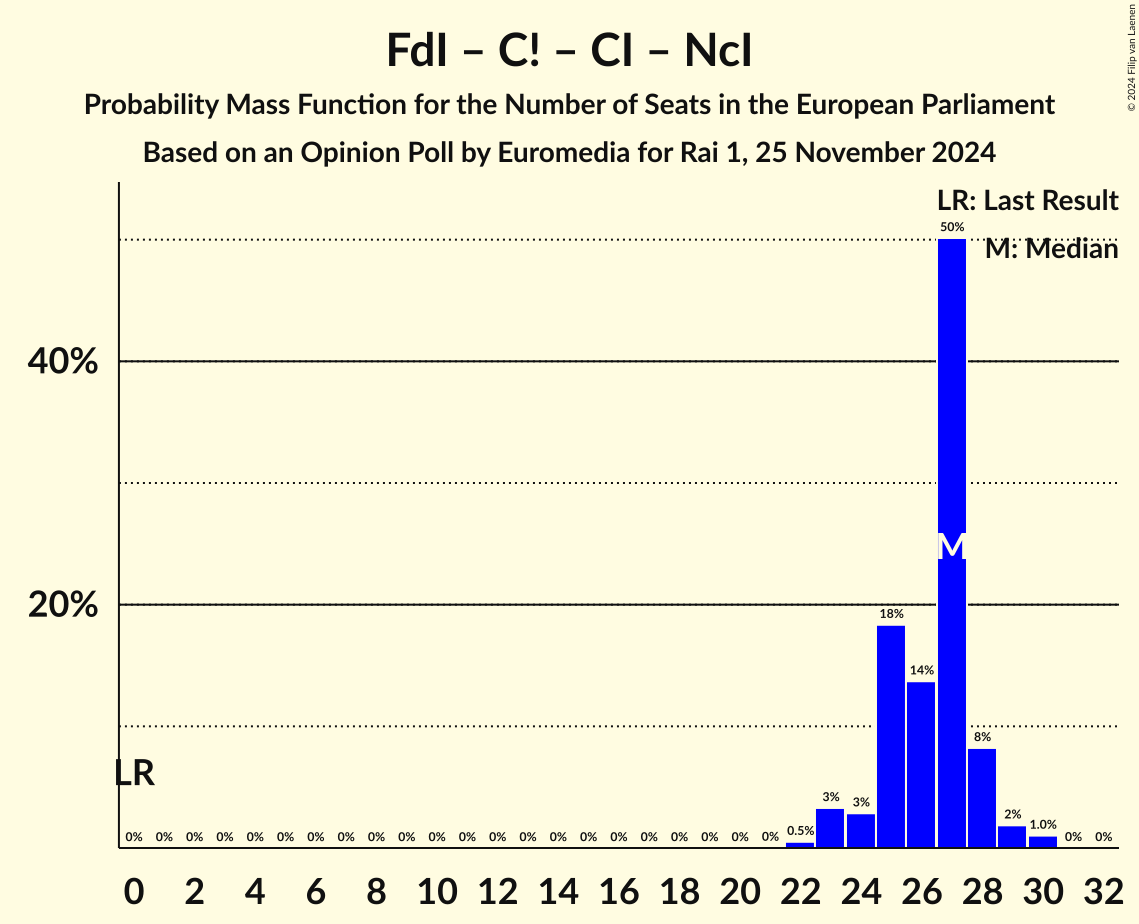 FdI – C! – CI – NcI
Probability Mass Function for the Number of Seats in the European Parliament
Based on an Opinion Poll by Euromedia for Rai 1, 25 November 2024
© 2024 Filip van Laenen
LR: Last Result
M: Median
50%
40%
M
20%
18%
14%
8%
LR
3%
3%
2%
1.0%
0.5%
0% 0% 0% 0% 0% 0% 0% 0% 0% 0% 0% 0% 0% 0% 0% 0% 0% 0% 0% 0% 0% 0% 0% 0%
0 2 4 6 8 10 12 14 16 18 20 22 24 26 28 30 32